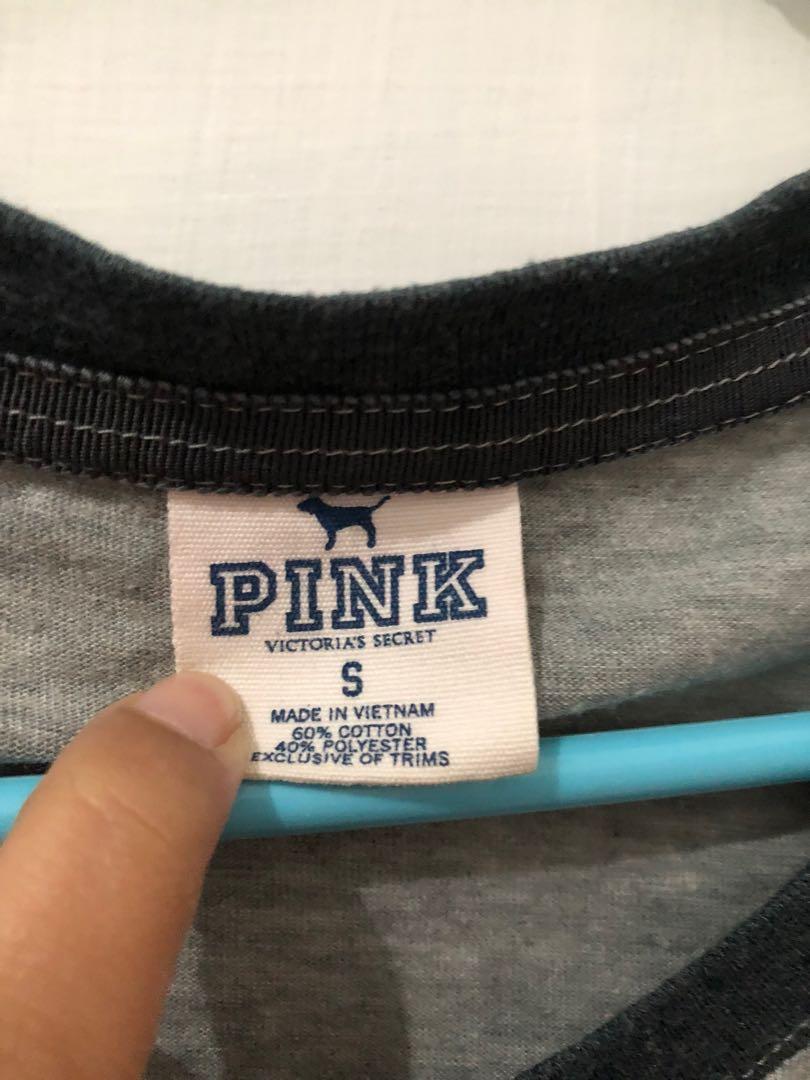 PINK
VICTORIA'S SECRET
S
MADE IN VIETNAM
60% COTTON
40% POLYESTER
EXCLUSIVE OF TRIMS